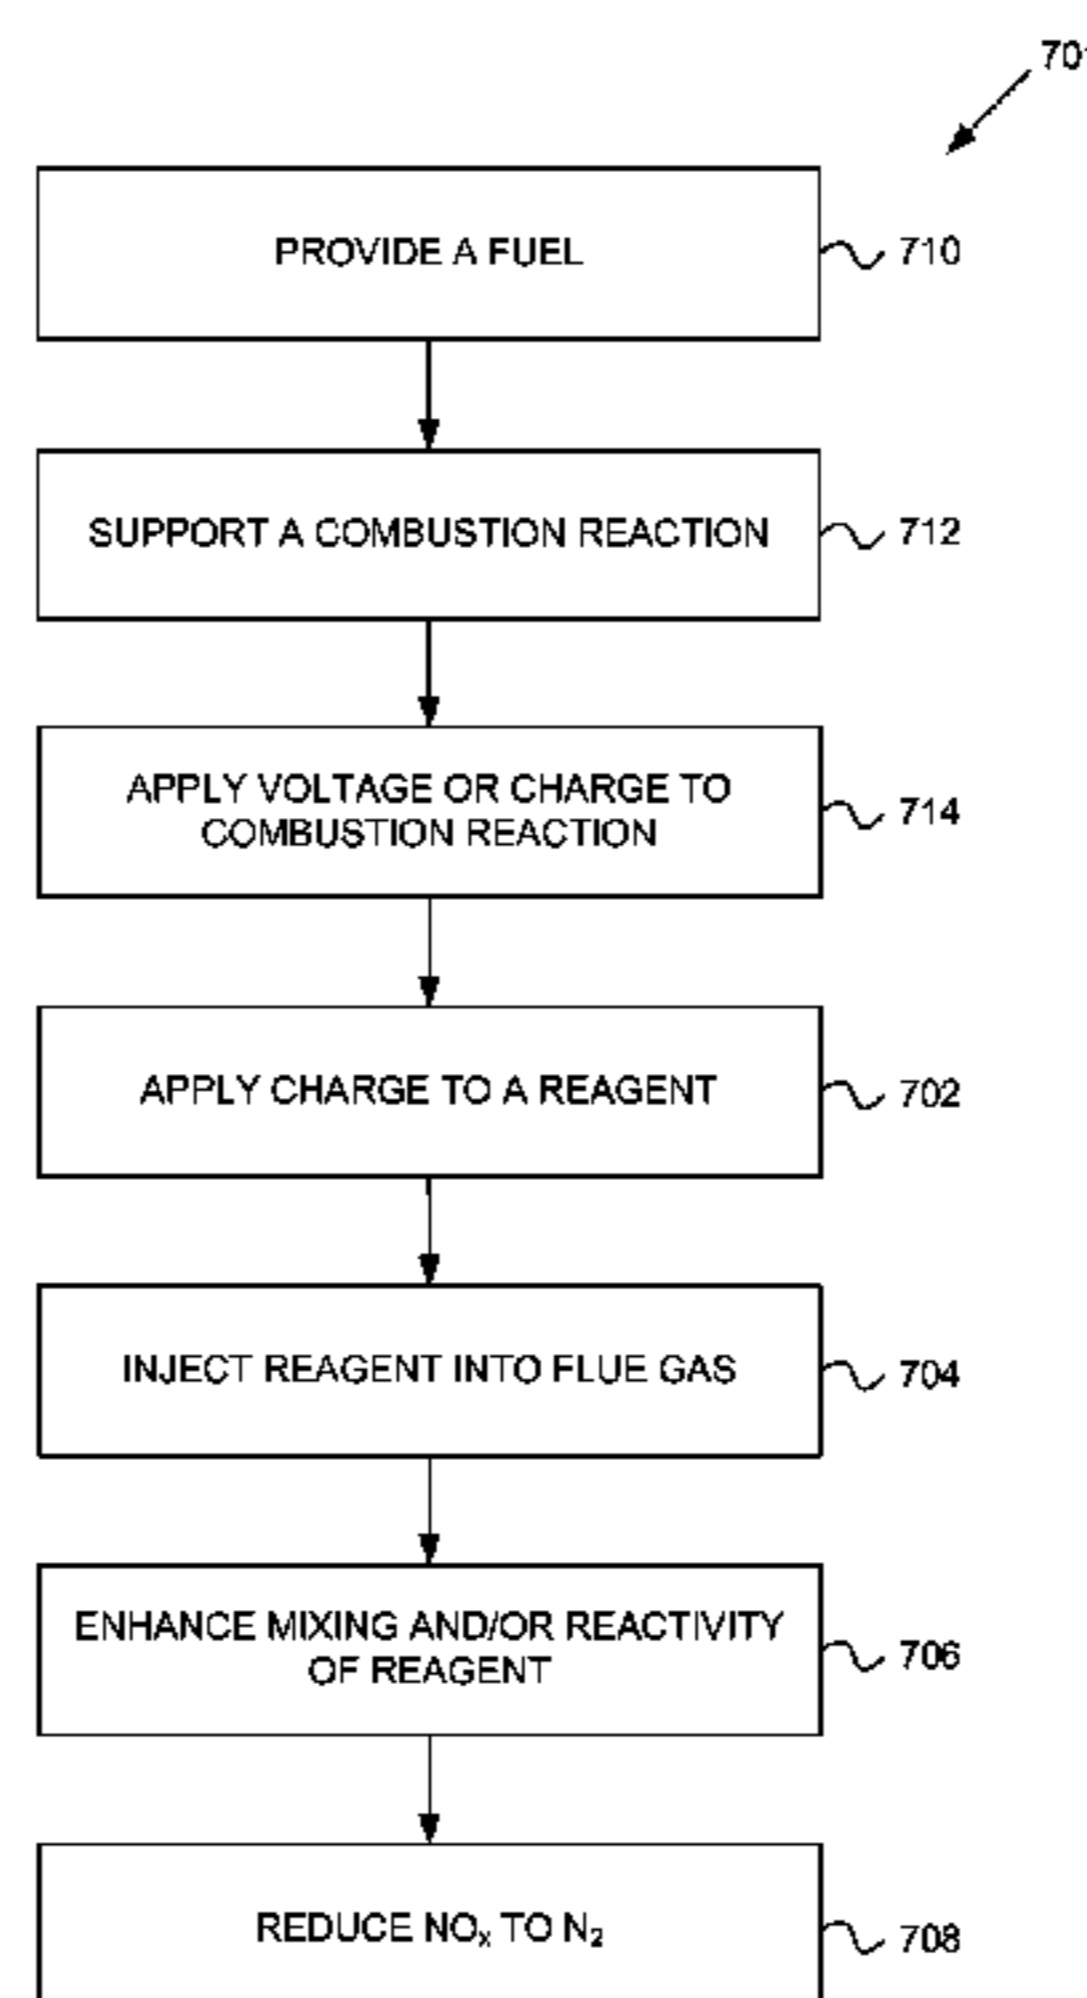 701
PROVIDE A FUEL
710
SUPPORT A COMBUSTION REACTION
712
APPLY VOLTAGE OR CHARGE TO
COMBUSTION REACTION
714
APPLY CHARGE TO A REAGENT
702
INJECT REAGENT INTO FLUE GAS
704
ENHANCE MIXING AND/OR REACTIVITY
OF REAGENT
706
REDUCE NOₓ TO N₂
708